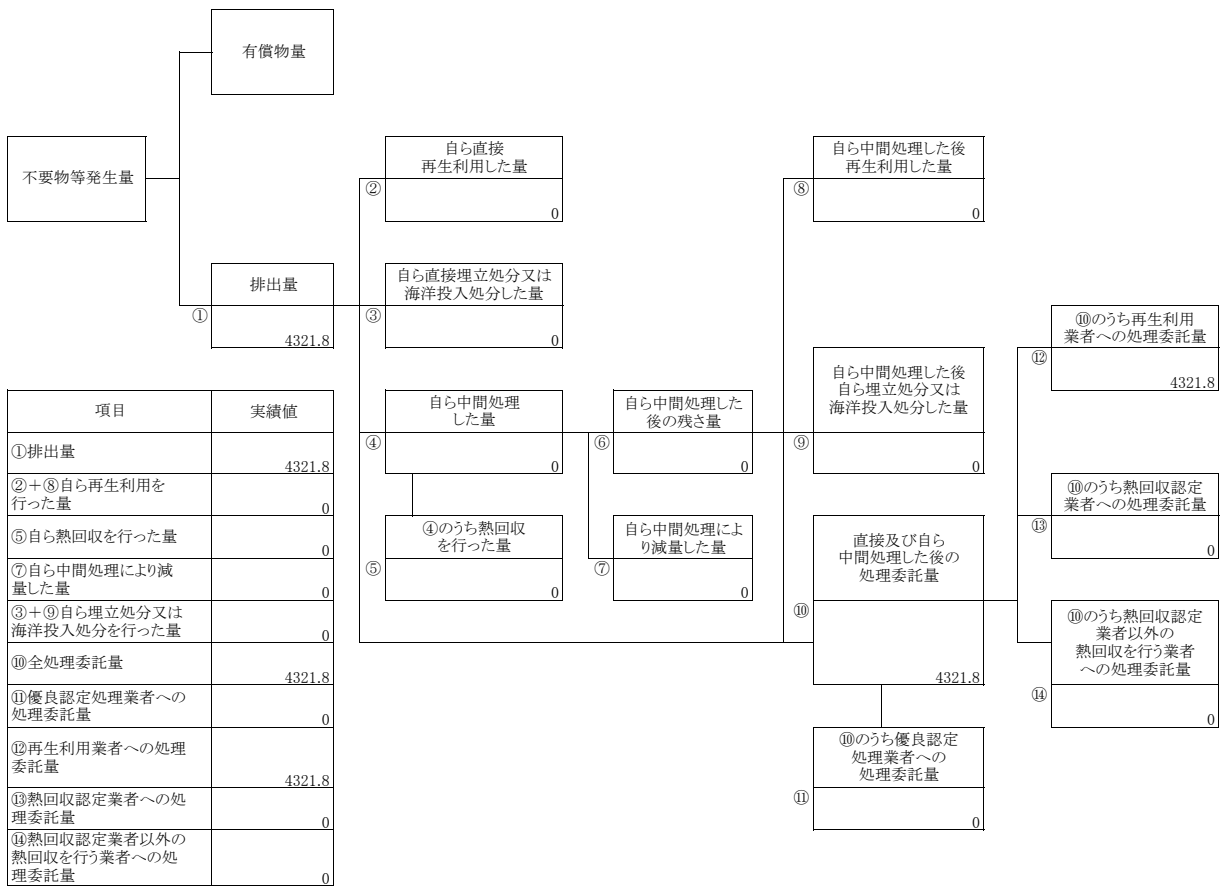 有償物量
不要物等発生量
排出量
①
4321.8
自ら直接
再生利用した量
②
0
自ら直接埋立処分又は
海洋投入処分した量
③
0
自ら中間処理
した量
④
0
④のうち熱回収
を行った量
⑤
0
自ら中間処理した
後の残さ量
⑥
0
自ら中間処理によ
り減量した量
⑦
0
自ら中間処理した後
再生利用した量
⑧
0
自ら中間処理した後
自ら埋立処分又は
海洋投入処分した量
⑨
0
直接及び自ら
中間処理した後の
処理委託量
⑩
4321.8
⑩のうち優良認定
処理業者への
処理委託量
⑪
0
⑩のうち再生利用
業者への処理委託量
⑫
4321.8
⑩のうち熱回収認定
業者への処理委託量
⑬
0
⑩のうち熱回収認定
業者以外の
熱回収を行う業者
への処理委託量
⑭
0
項目 実績値
①排出量
4321.8
②+⑧自ら再生利用を
行った量
0
⑤自ら熱回収を行った量
0
⑦自ら中間処理により減
量した量
0
③+⑨自ら埋立処分又は
海洋投入処分を行った量
0
⑩全処理委託量
4321.8
⑪優良認定処理業者への
処理委託量
0
⑫再生利用業者への処理
委託量
4321.8
⑬熱回収認定業者への処
理委託量
0
⑭熱回収認定業者以外の
熱回収を行う業者への処
理委託量
0